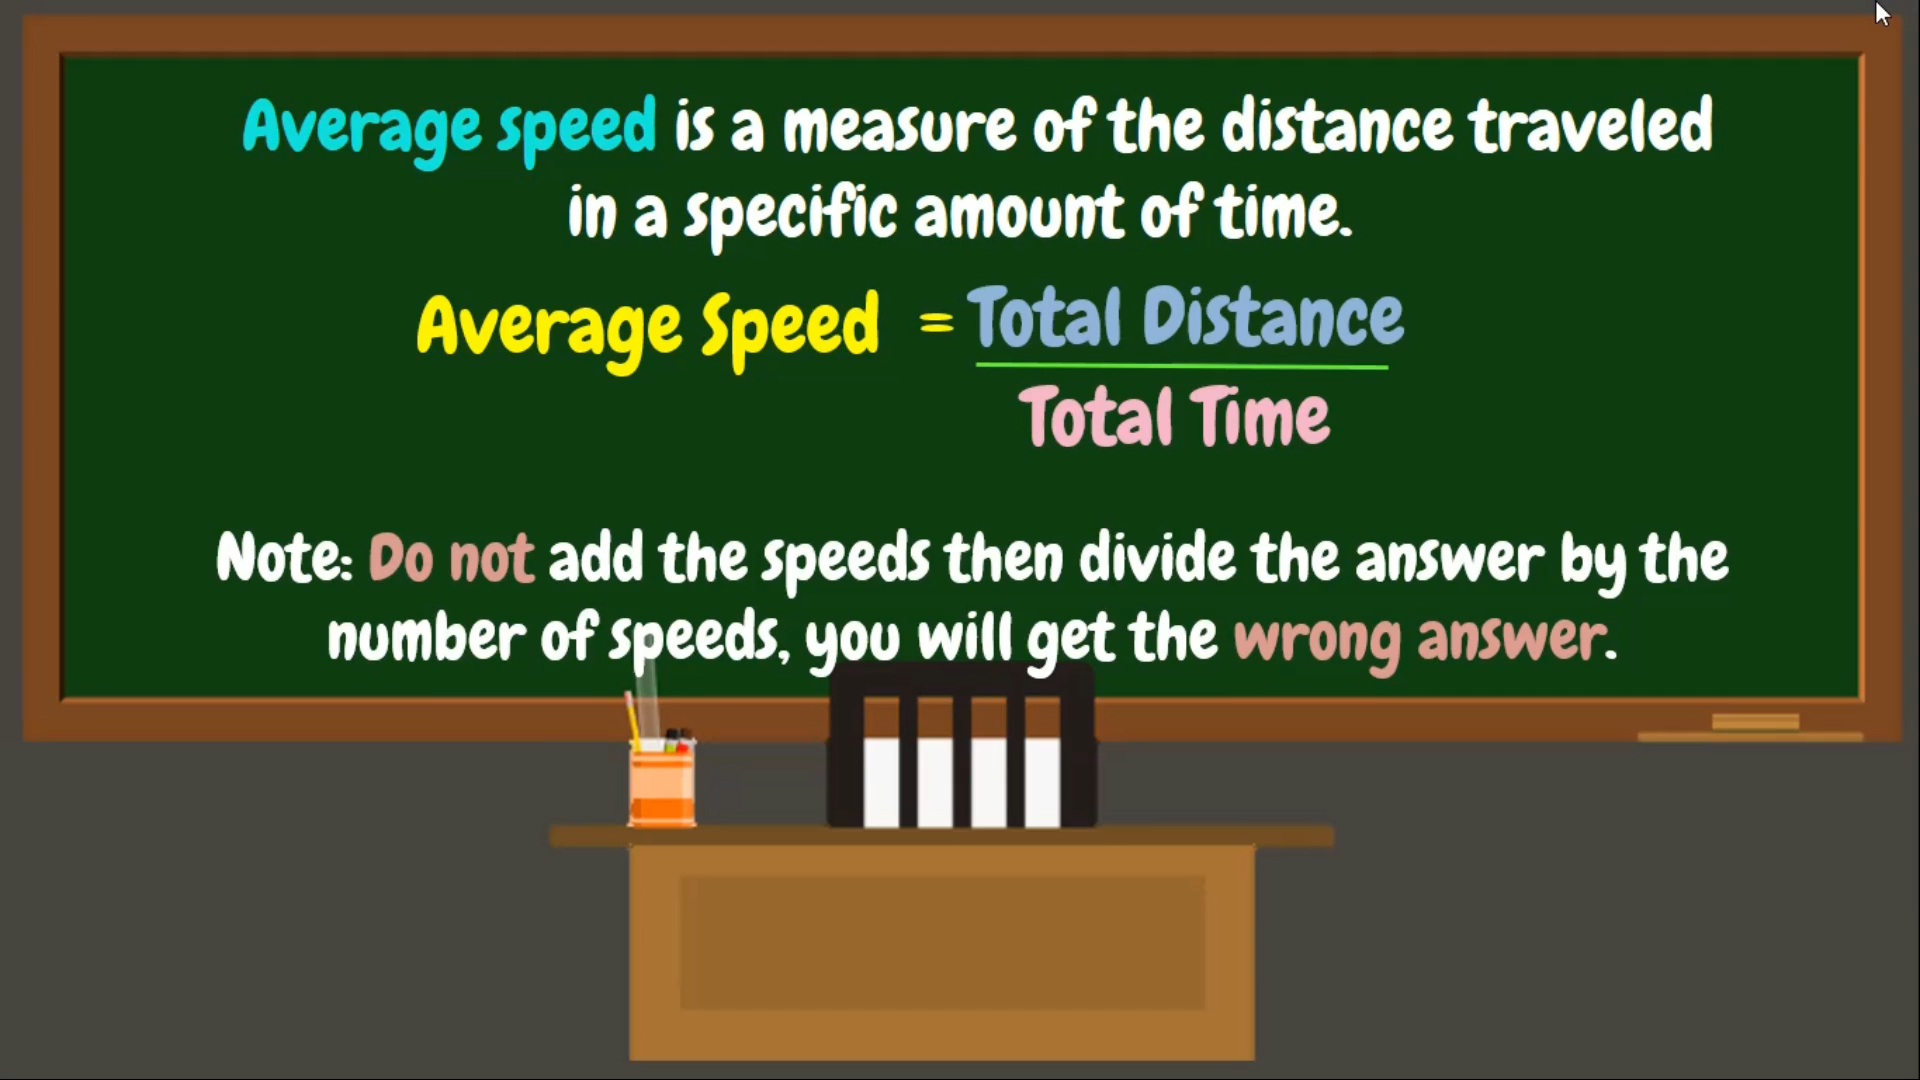 Average speed is a measure of the distance traveled
in a specific amount of time.
Average Speed = Total Distance
Total Time
Note: Do not add the speeds then divide the answer by the
number of speeds, you will get the wrong answer.